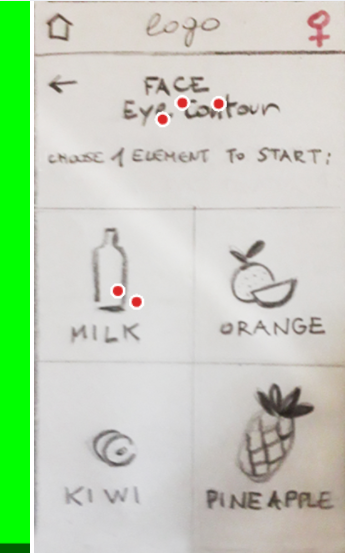 logo
FACE
Eye Contour
CHOOSE 1 ELEMENT TO START:
MILK
ORANGE
KIWI
PINEAPPLE